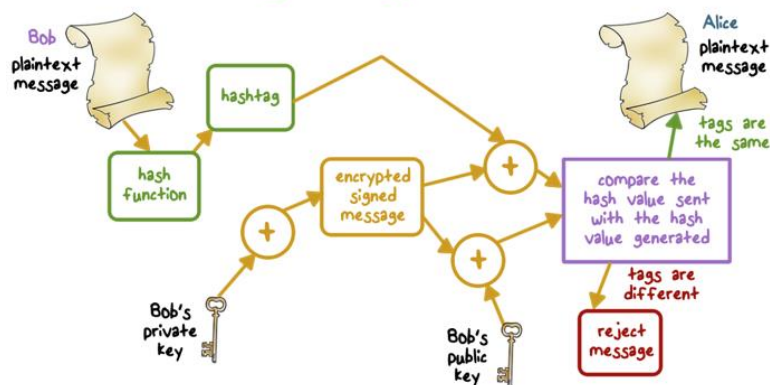 Bob
plaintext
message
hashtag
hash
function
+
encrypted
signed
message
+
+
Bob's
private
key
Bob's
public
key
Alice
plaintext
message
tags are
the same
compare the
hash value sent
with the hash
value generated
tags are
different
reject
message